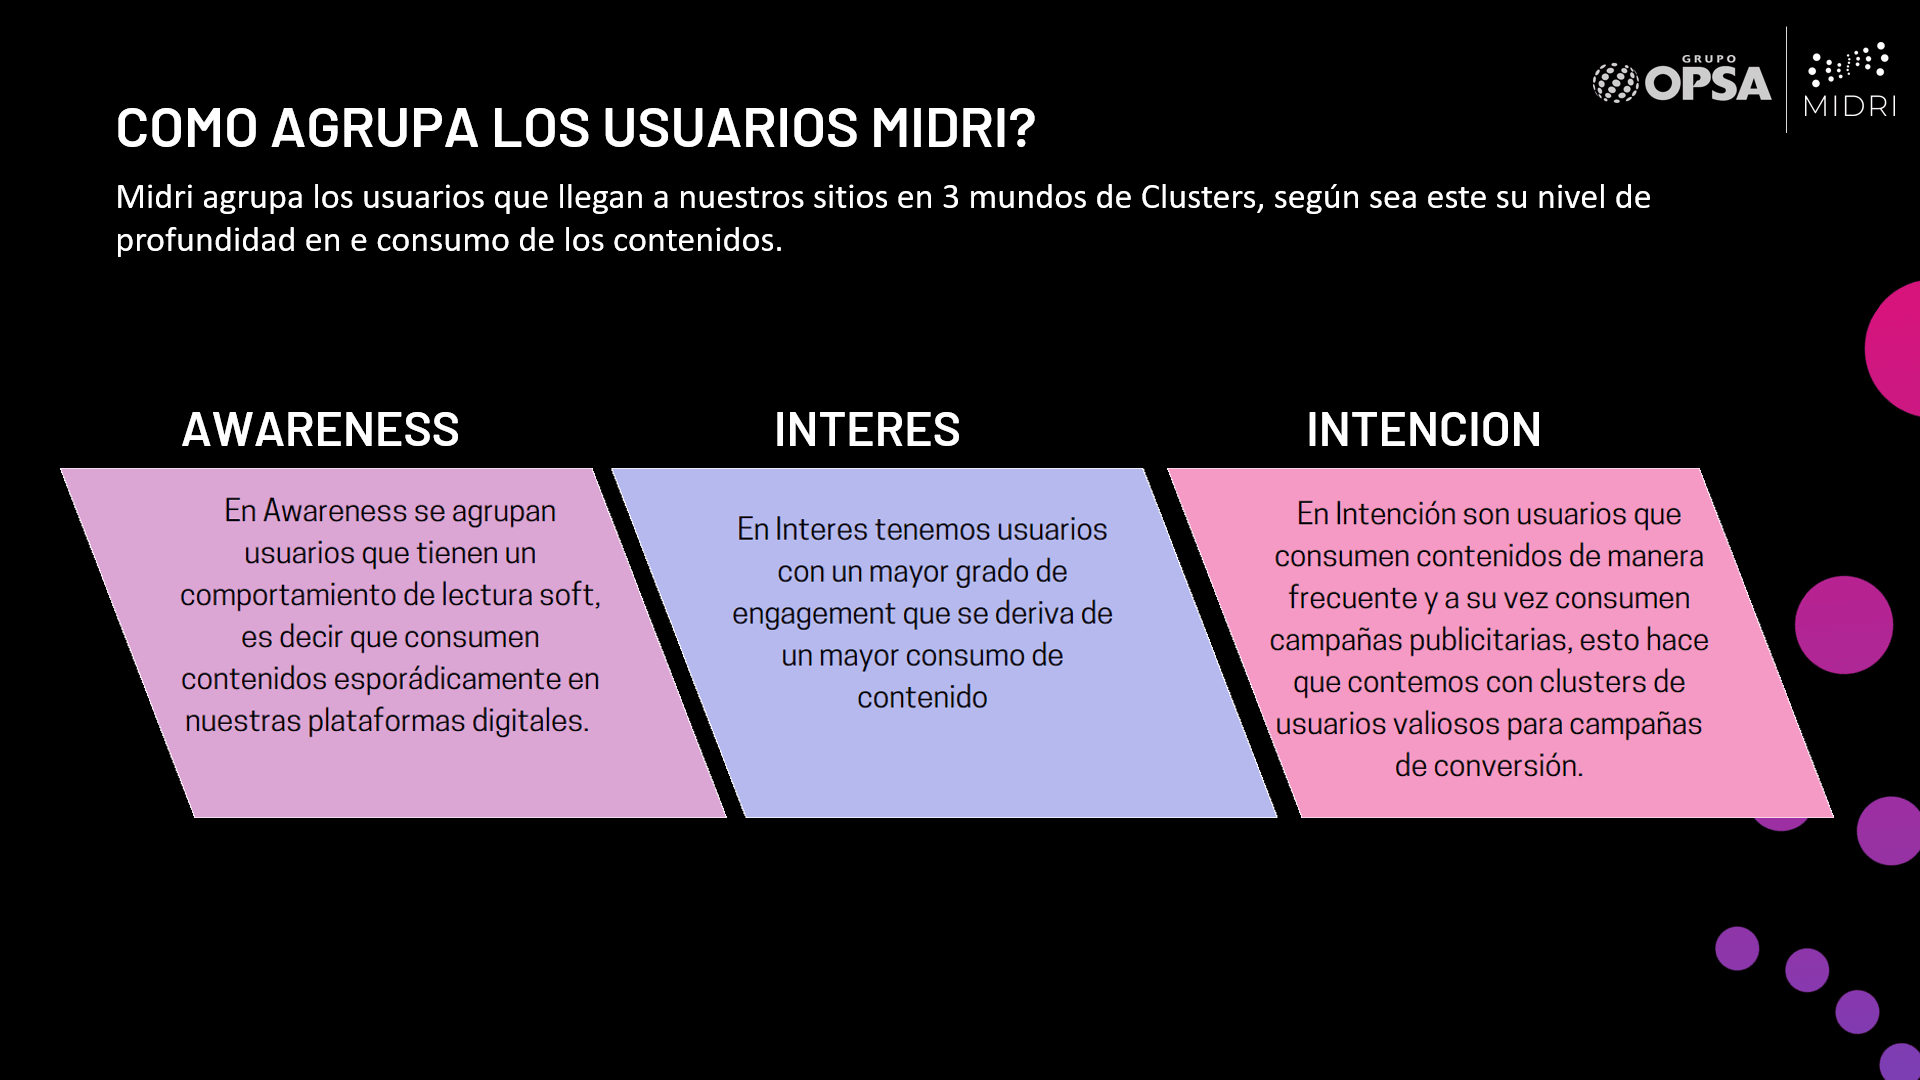 GRUPO
OPSA
MIDRI
COMO AGRUPA LOS USUARIOS MIDRI?
Midri agrupa los usuarios que llegan a nuestros sitios en 3 mundos de Clusters, según sea este su nivel de
profundidad en e consumo de los contenidos.
AWARENESS
En Awareness se agrupan
usuarios que tienen un
comportamiento de lectura soft,
es decir que consumen
contenidos esporádicamente en
nuestras plataformas digitales.
INTERES
En Interes tenemos usuarios
con un mayor grado de
engagement que se deriva de
un mayor consumo de
contenido
INTENCION
En Intención son usuarios que
consumen contenidos de manera
frecuente y a su vez consumen
campañas publicitarias, esto hace
que contemos con clusters de
usuarios valiosos para campañas
de conversión.